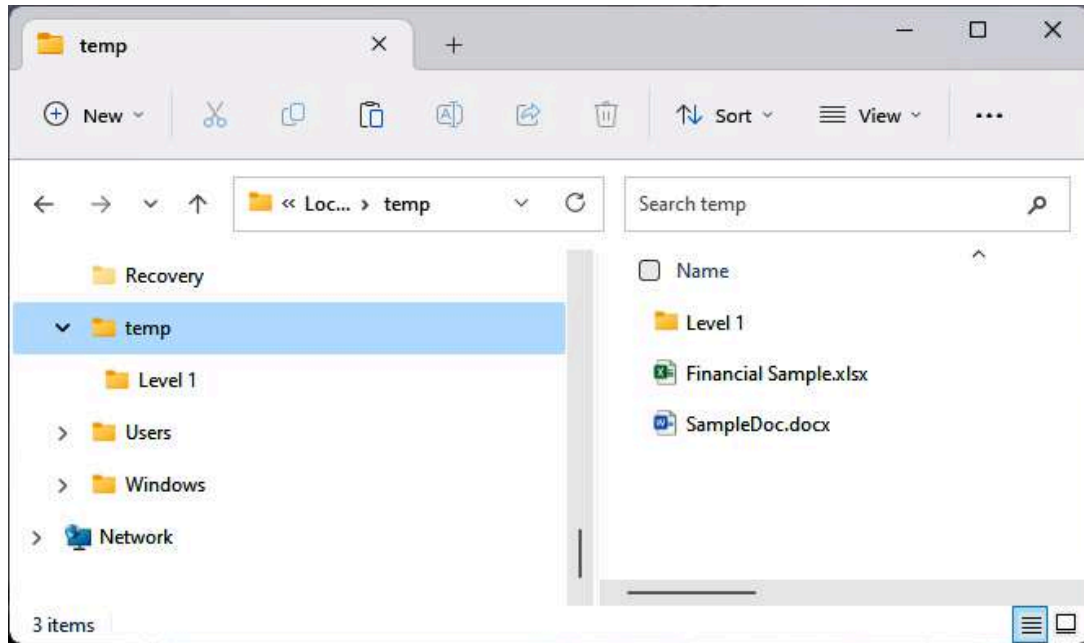 temp
New Sort View
« Loc... › temp
Search temp
Recovery
temp
Level 1
Users
Windows
Network
Name
Level 1
Financial Sample.xlsx
SampleDoc.docx
3 items